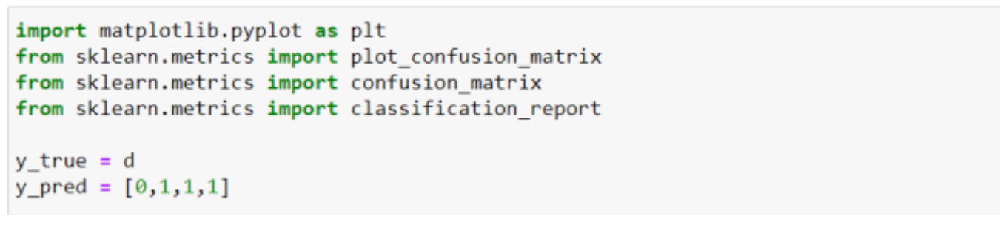 import matplotlib.pyplot as plt
from sklearn.metrics import plot_confusion_matrix
from sklearn.metrics import confusion_matrix
from sklearn.metrics import classification_report
y_true = d
y_pred = [0,1,1,1]